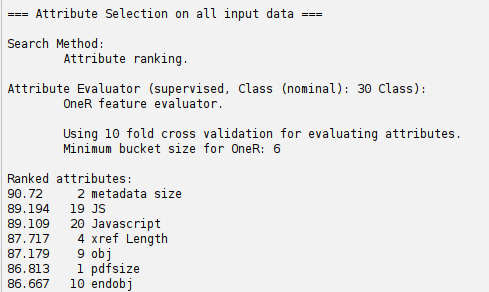 === Attribute Selection on all input data ===
Search Method:
Attribute ranking.
Attribute Evaluator (supervised, Class (nominal): 30 Class):
OneR feature evaluator.
Using 10 fold cross validation for evaluating attributes.
Minimum bucket size for OneR: 6
Ranked attributes:
90.72 2 metadata size
89.194 19 JS
89.109 20 Javascript
87.717 4 xref Length
87.179 9 obj
86.813 1 pdfsize
86.667 10 endobj